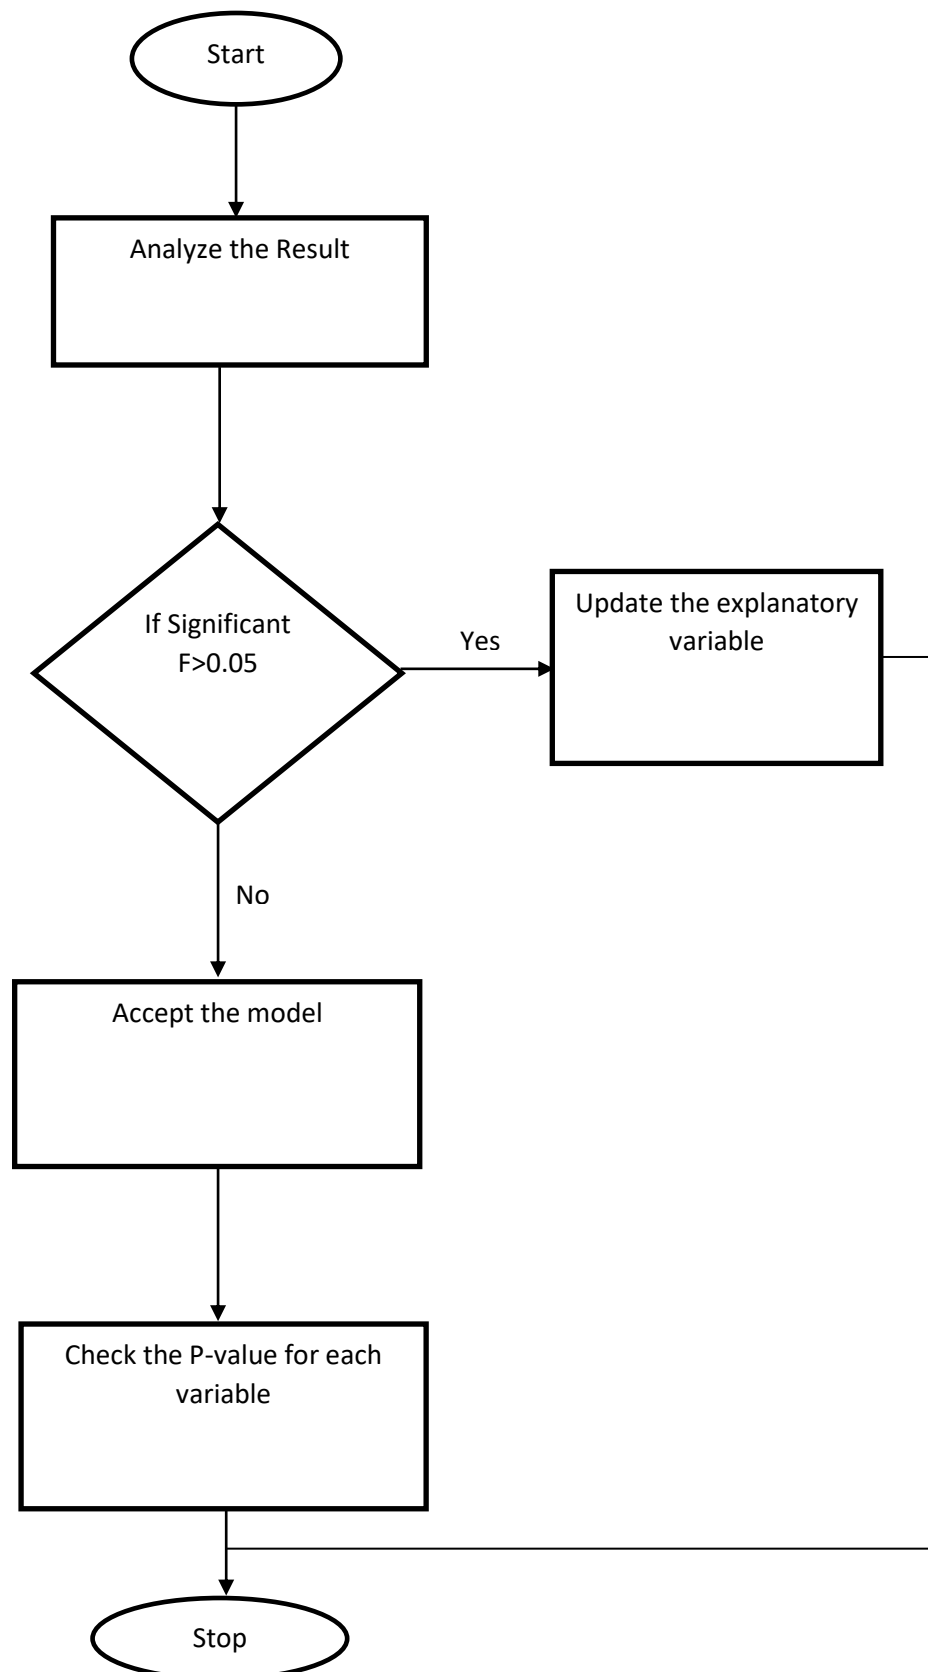 Start
Analyze the Result
If Significant
F>0.05
Yes
Update the explanatory
variable
No
Accept the model
Check the P-value for each
variable
Stop